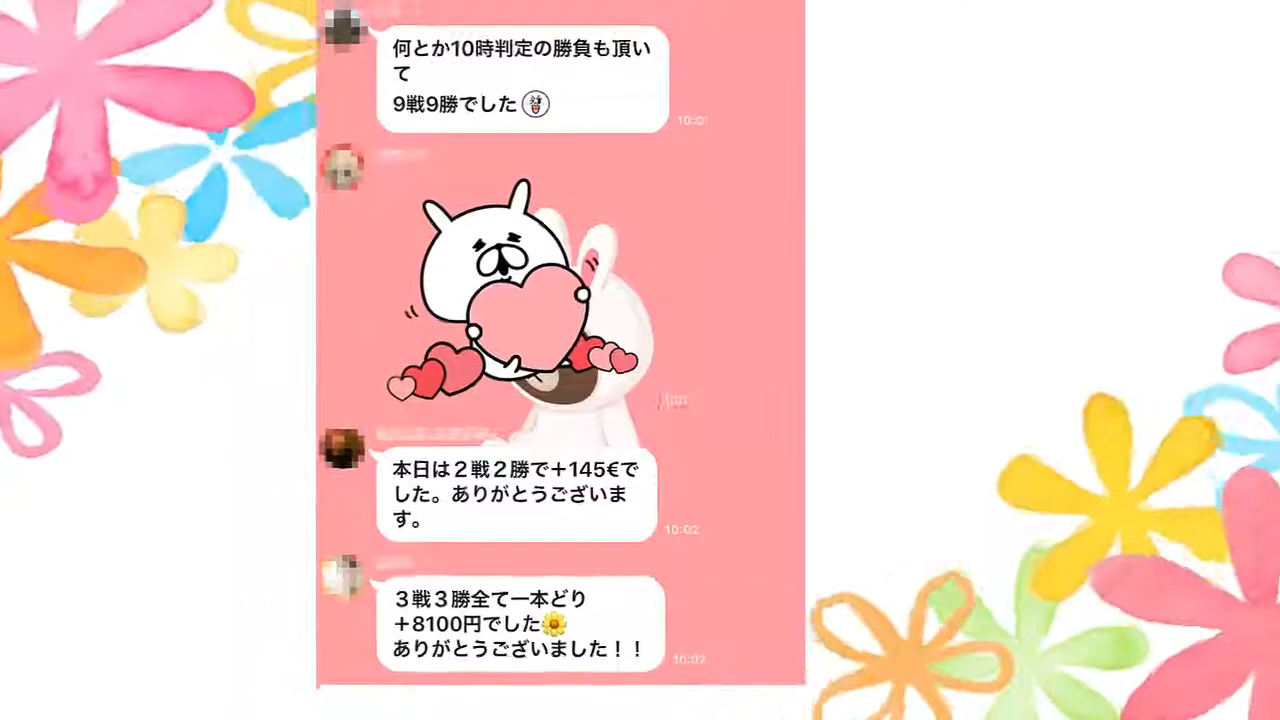 何とか10時判定の勝負も頂い
て
9戦9勝でした
10:01
本日は２戦２勝で＋145€で
した。ありがとうございま
す。
10:02
３戦３勝全て一本どり
＋8100円でした🌼
ありがとうございました！！
10:02